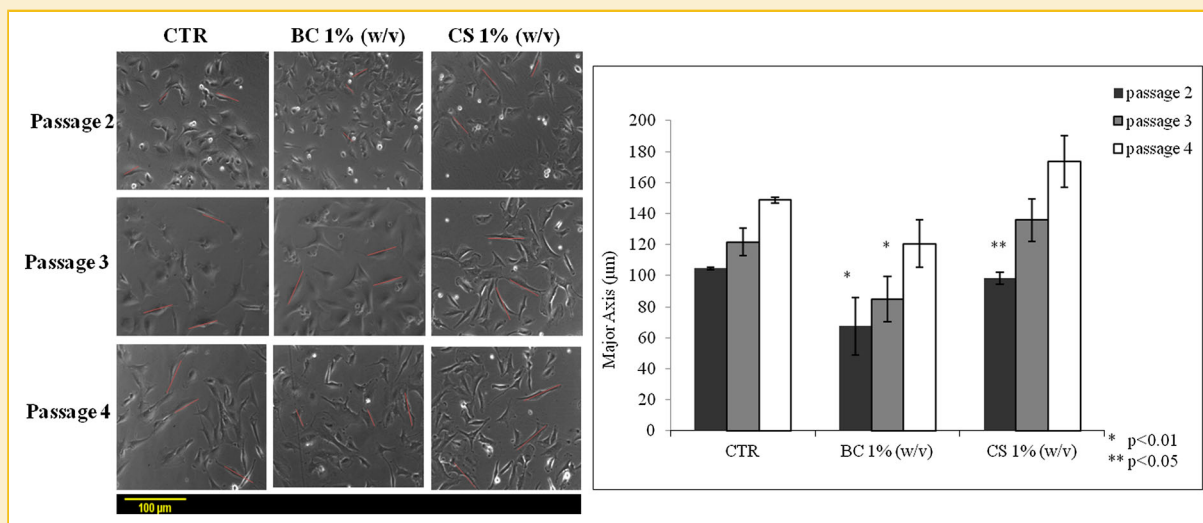 CTR BC 1% (w/v) CS 1% (w/v)
Passage 2
Passage 3
Passage 4
100 µm
passage 2
passage 3
passage 4
Major Axis (µm)
200
180
160
140
120
100
80
60
40
20
0
*
*
**
CTR BC 1% (w/v) CS 1% (w/v)
* p<0.01
** p<0.05